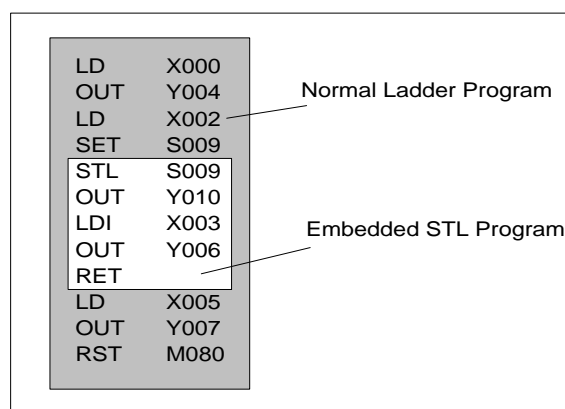 LD X000
OUT Y004
LD X002
SET S009
STL S009
OUT Y010
LDI X003
OUT Y006
RET
LD X005
OUT Y007
RST M080
Normal Ladder Program
Embedded STL Program